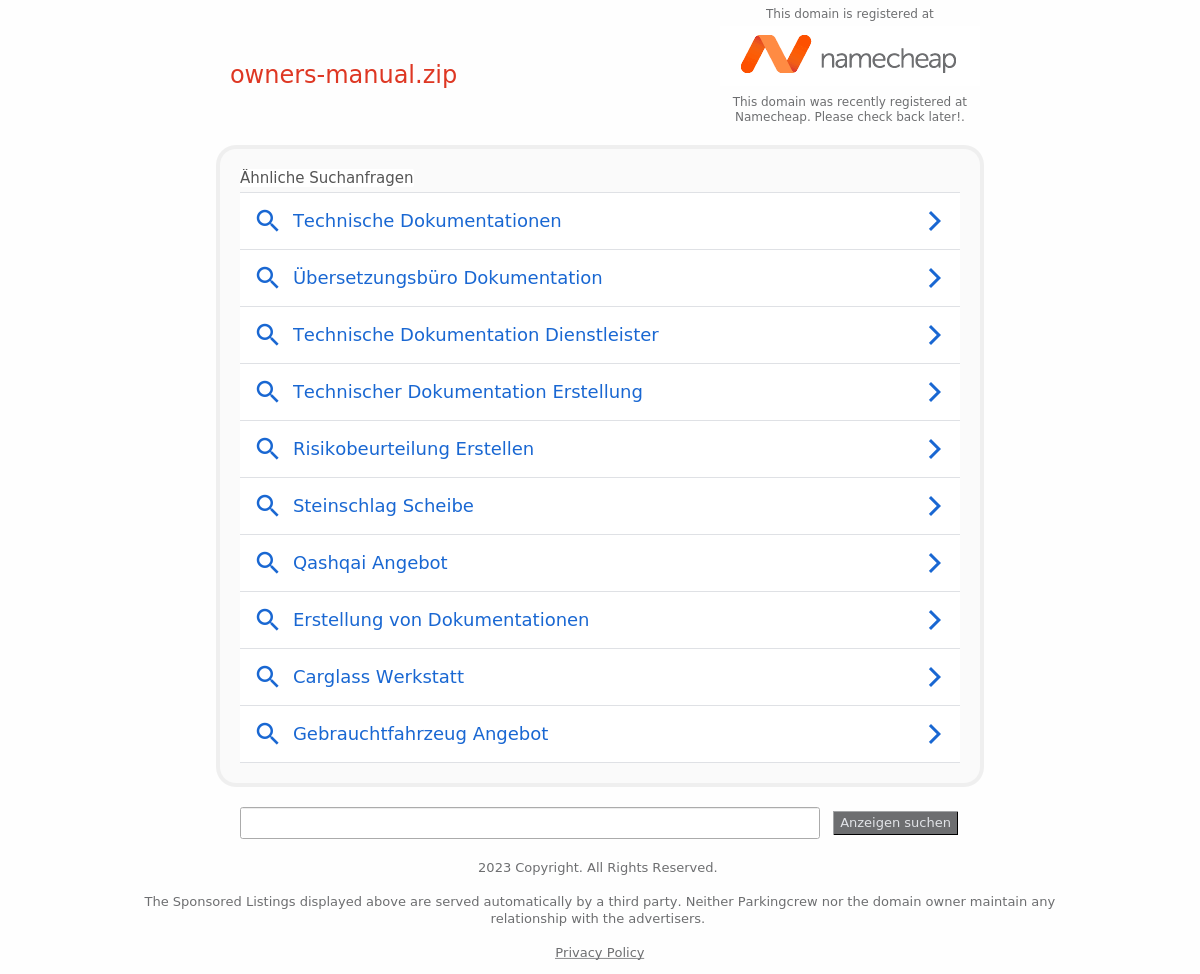 This domain is registered at
namecheap
owners-manual.zip
This domain was recently registered at
Namecheap. Please check back later!.
Ähnliche Suchanfragen
Technische Dokumentationen
Übersetzungsbüro Dokumentation
Technische Dokumentation Dienstleister
Technischer Dokumentation Erstellung
Risikobeurteilung Erstellen
Steinschlag Scheibe
Qashqai Angebot
Erstellung von Dokumentationen
Carglass Werkstatt
Gebrauchtfahrzeug Angebot
Anzeigen suchen
2023 Copyright. All Rights Reserved.
The Sponsored Listings displayed above are served automatically by a third party. Neither Parkingcrew nor the domain owner maintain any
relationship with the advertisers.
Privacy Policy